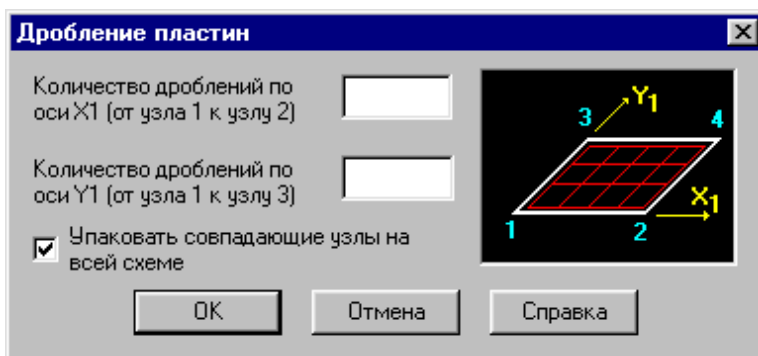 Дробление пластин
Количество дроблений по
оси X1 (от узла 1 к узлу 2)
Количество дроблений по
оси Y1 (от узла 1 к узлу 3)
Упаковать совпадающие узлы на
всей схеме
Y1
3
4
X1
1
2
OK
Отмена
Справка